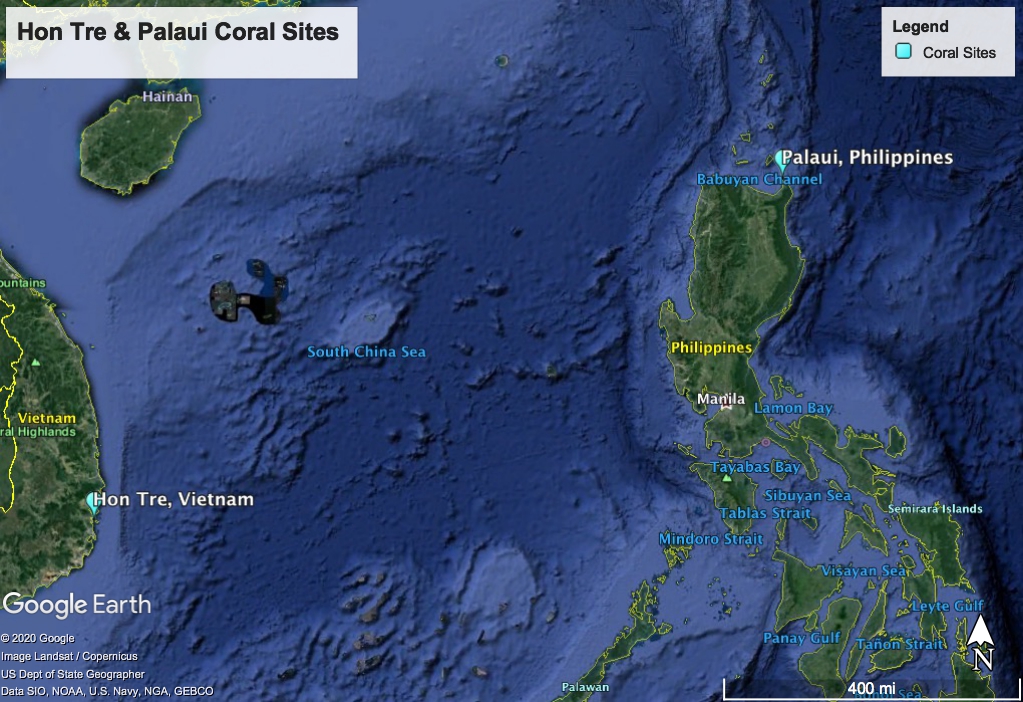 Hon Tre & Palaui Coral Sites
Legend
Coral Sites
Hainan
Palaui, Philippines
Babuyan Channel
ountains
South China Sea
Philippines
Manila
Lamon Bay
Vietnam
ral Highlands
Tayabas Bay
Hon Tre, Vietnam
Sibuyan Sea
Semirara Islands
Tablas Strait
Mindoro Strait
Visayan Sea
Google Earth
Leyte Gulf
© 2020 Google
Panay Gulf
Tañon Strait
Image Landsat / Copernicus
N
US Dept of State Geographer
Palawan
400 mi
Data SIO, NOAA, U.S. Navy, NGA, GEBCO
Sea